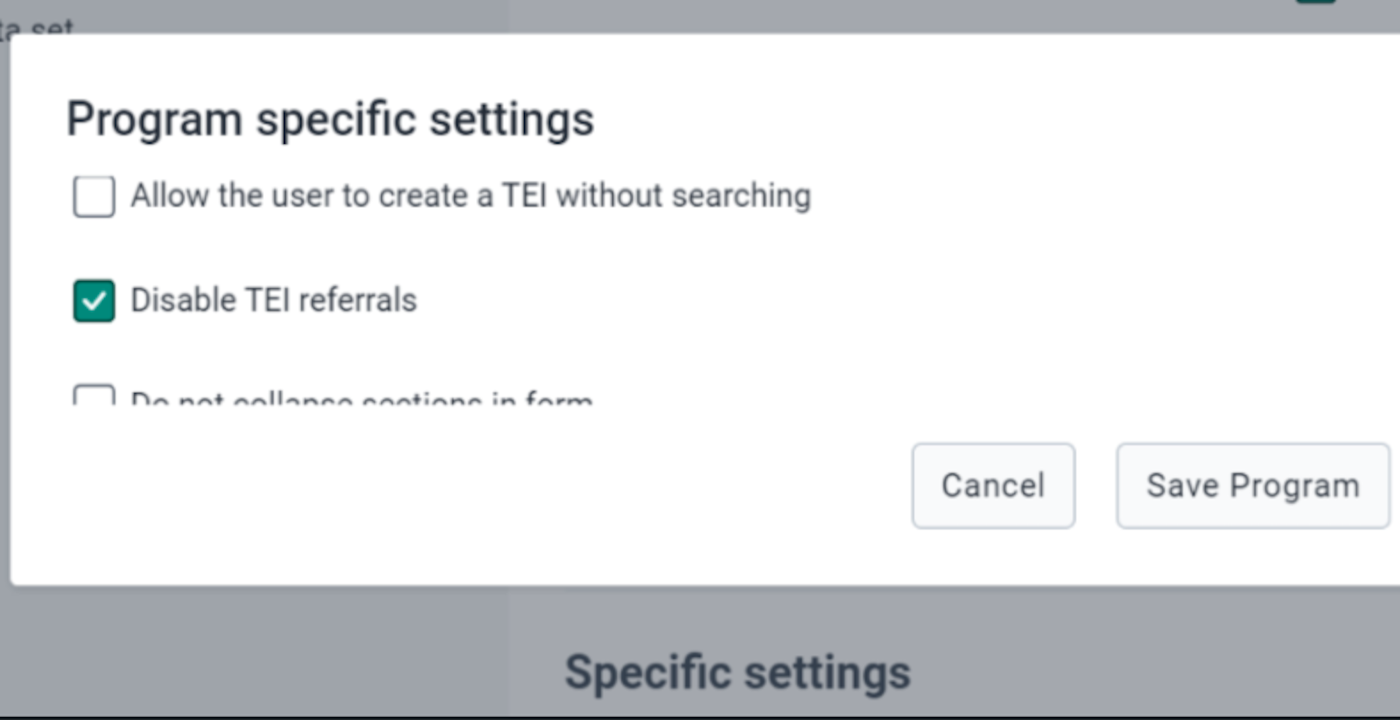 ta set
Program specific settings
Allow the user to create a TEI without searching
Disable TEI referrals
Do not collapse sections in form
Cancel
Save Program
Specific settings